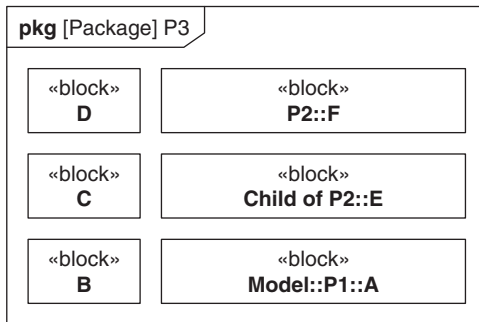 pkg [Package] P3
«block»
D
«block»
P2::F
«block»
C
«block»
Child of P2::E
«block»
B
«block»
Model::P1::A